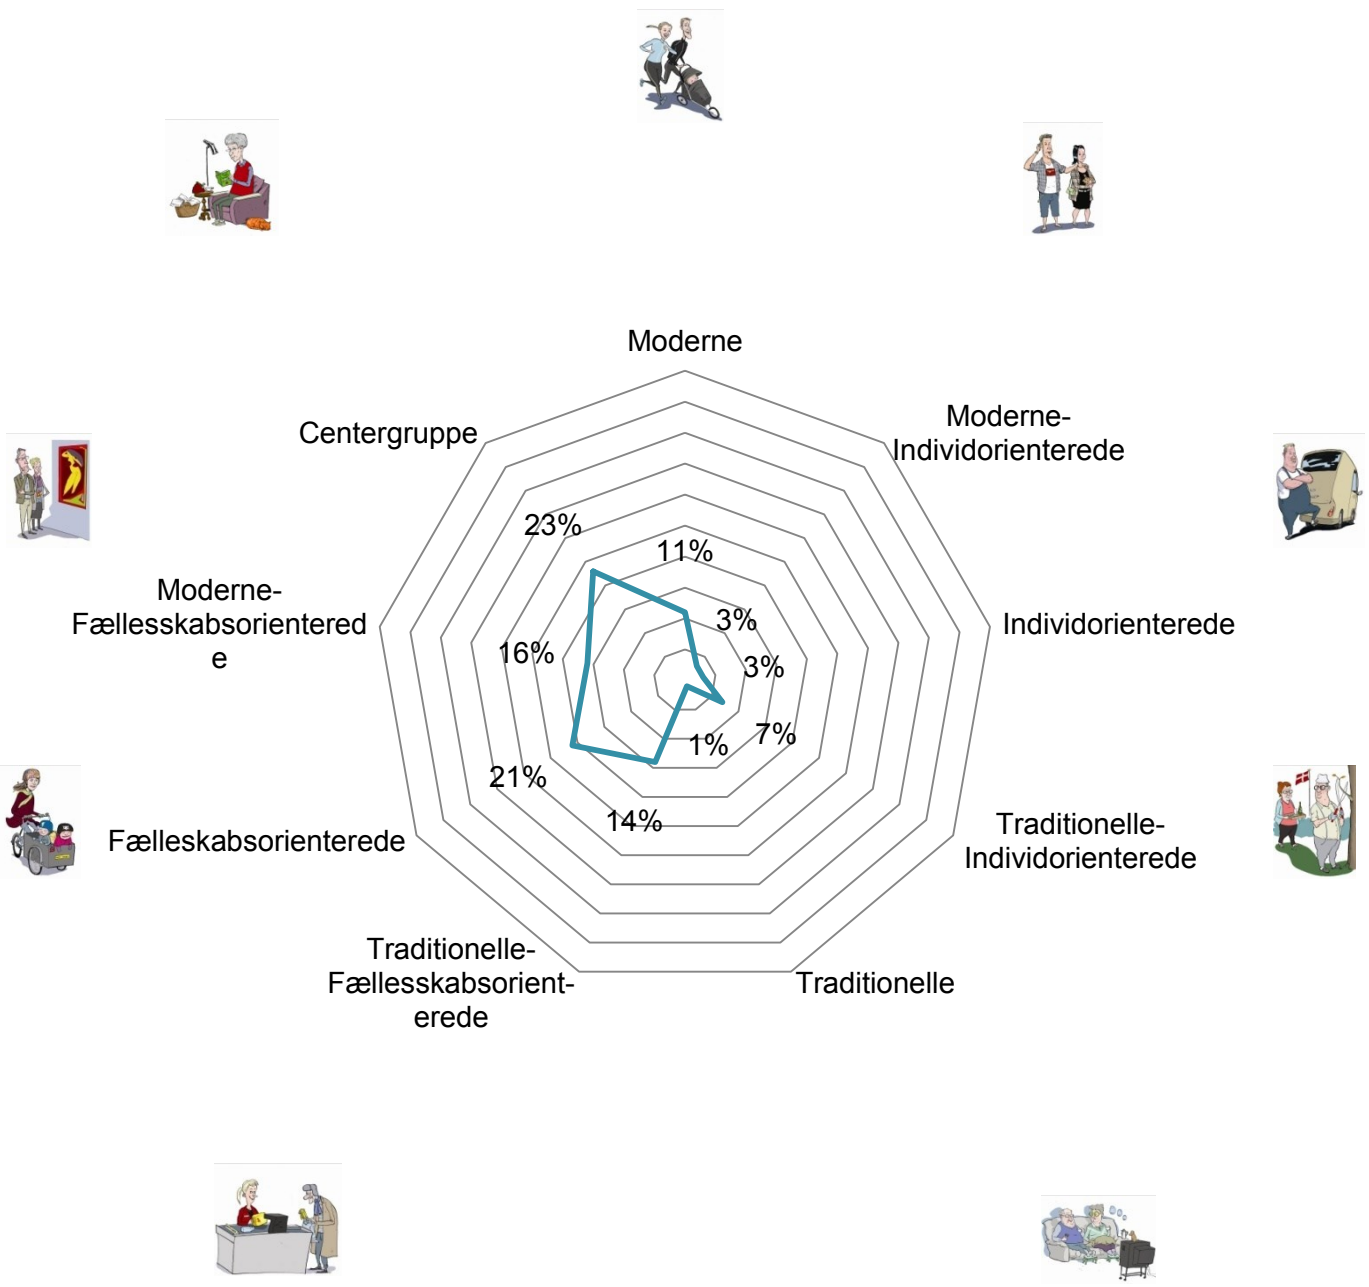 Moderne
Moderne-
Individorienterede
Centergruppe
23%
11%
Moderne-
Fællesskabsorientered
e
3%
Individorienterede
16%
3%
7%
1%
21%
14%
Fælleskabsorienterede
Traditionelle-
Individorienterede
Traditionelle-
Fællesskabsorient-
erede
Traditionelle